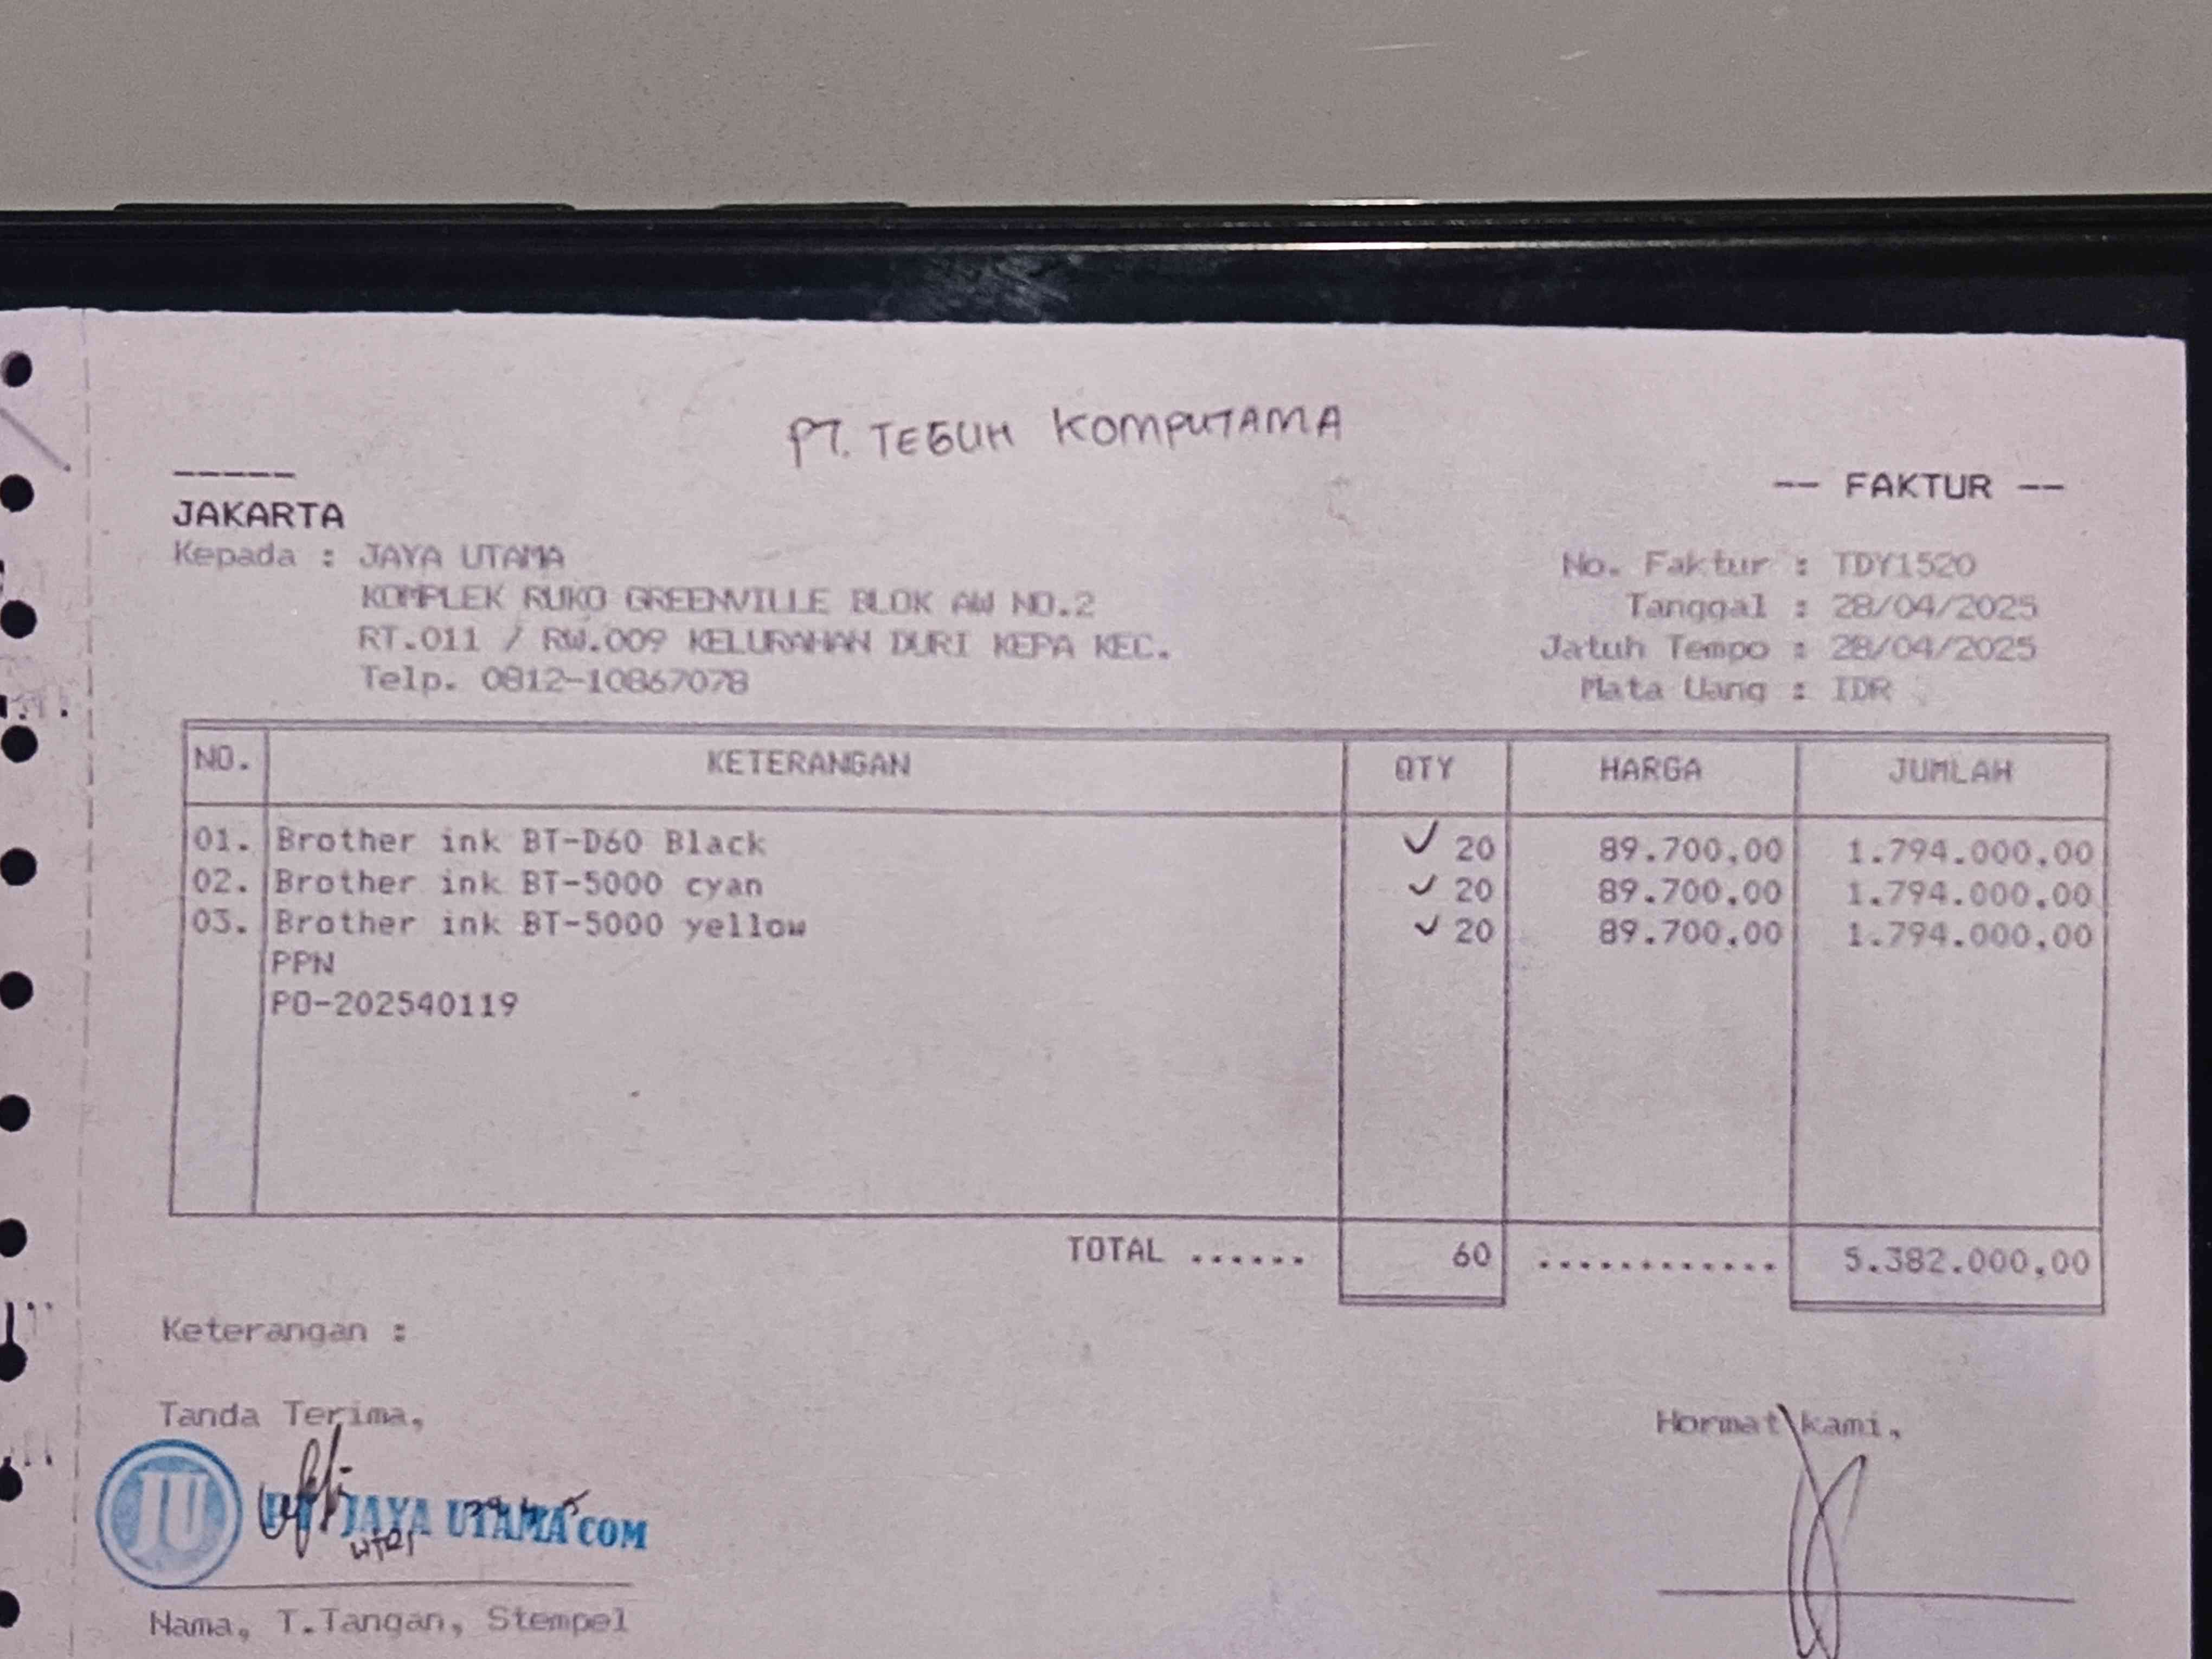 PT. TEGUH KOMPUTAMA
-----
-- FAKTUR --
JAKARTA
Kepada : JAYA UTAMA
KOMPLEK RUKO GREENVILLE BLOK AW NO.2
RT.011 / RW.009 KELURAHAN DURI KEPA KEC.
Telp. 0812-10867078
No. Faktur : TDY1520
Tanggal : 28/04/2025
Jatuh Tempo : 28/04/2025
Mata Uang : IDR
NO. KETERANGAN QTY HARGA JUMLAH
01. Brother ink BT-D60 Black ✓ 20 89.700,00 1.794.000,00
02. Brother ink BT-5000 cyan ✓ 20 89.700,00 1.794.000,00
03. Brother ink BT-5000 yellow ✓ 20 89.700,00 1.794.000,00
PPN
PO-202540119
TOTAL ...... 60 ............ 5.382.000,00
Keterangan :
Tanda Terima,
Hormat kami,
JU JAYA UTAMA COM
Nama, T.Tangan, Stempel